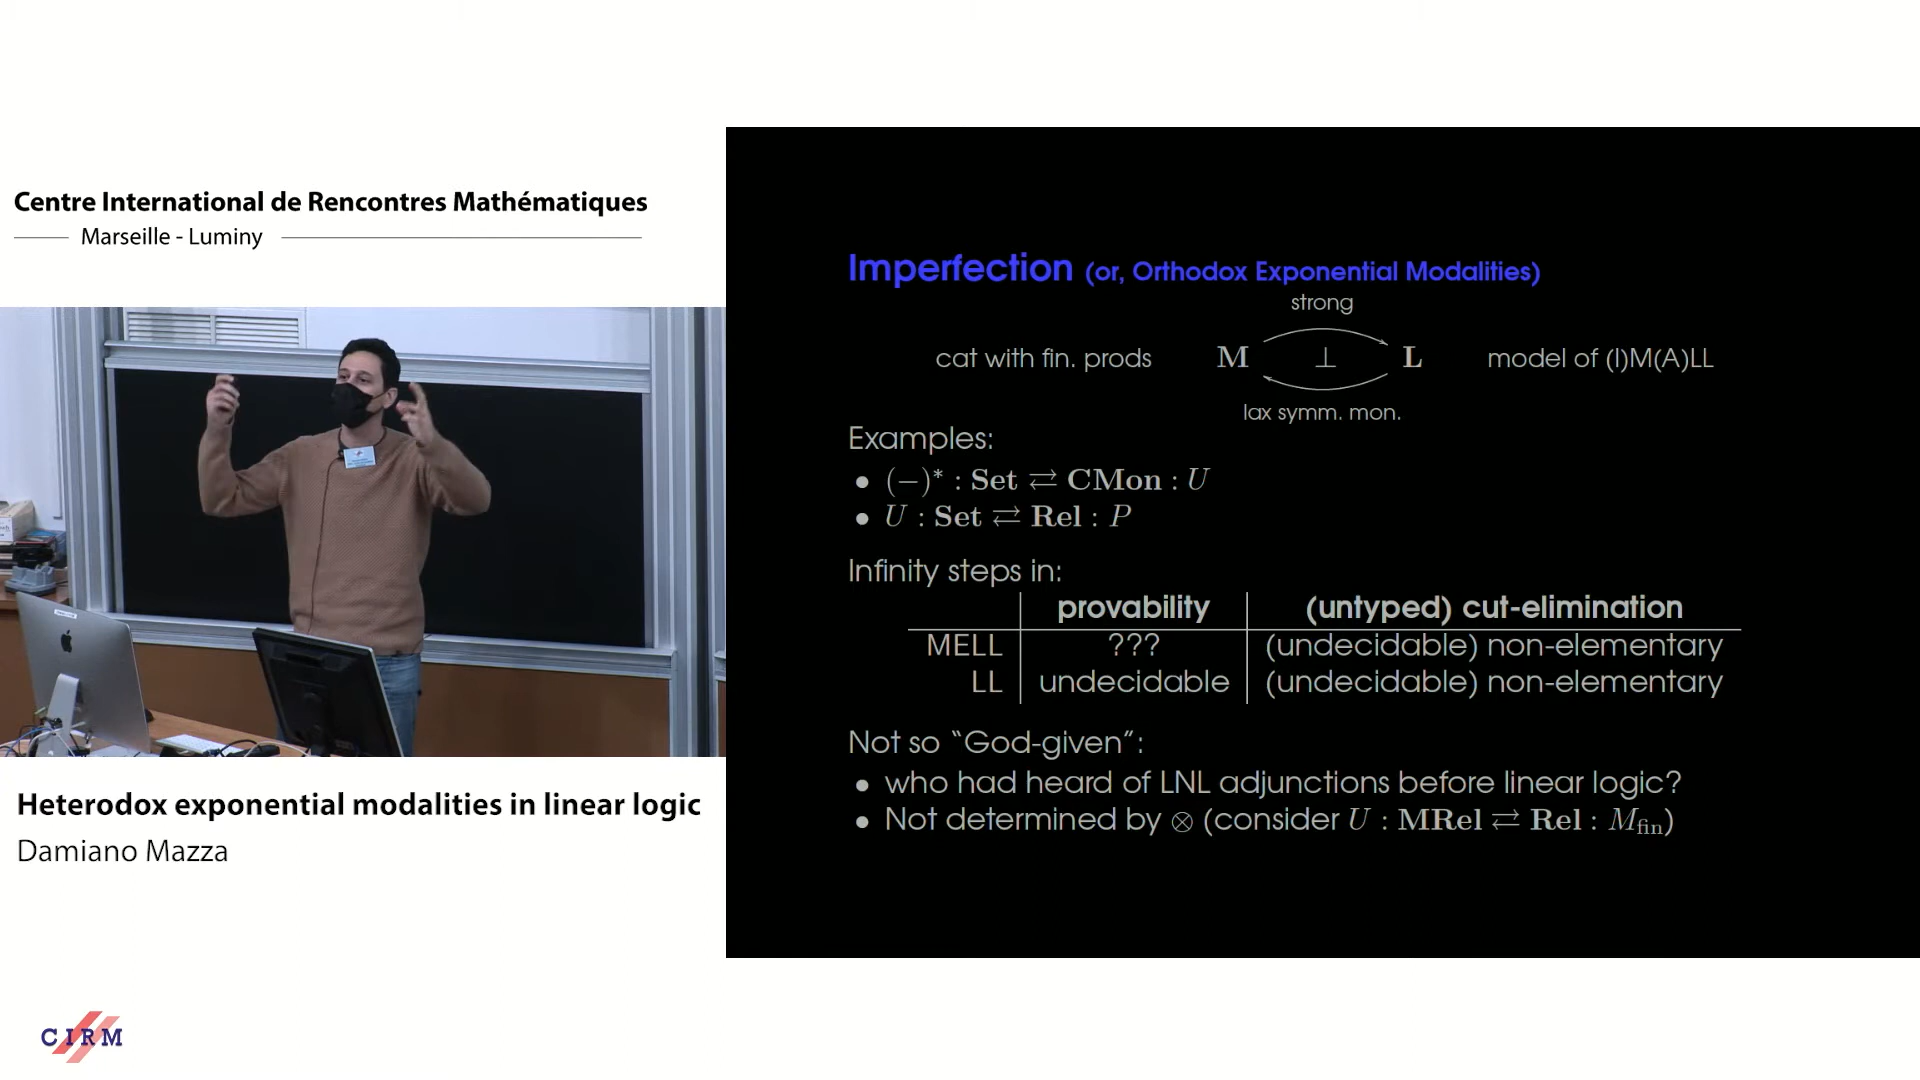 Centre International de Rencontres Mathématiques
Marseille - Luminy
Heterodox exponential modalities in linear logic
Damiano Mazza
CIRM
Imperfection (or, Orthodox Exponential Modalities)
strong
cat with fin. prods M ⊥ L model of (I)M(A)LL
lax symm. mon.
Examples:
• (−)* : Set ⇄ CMon : U
• U : Set ⇄ Rel : P
Infinity steps in:
provability (untyped) cut-elimination
MELL ??? (undecidable) non-elementary
LL undecidable (undecidable) non-elementary
Not so “God-given”:
• who had heard of LNL adjunctions before linear logic?
• Not determined by ⊗ (consider U : MRel ⇄ Rel : M_fin)